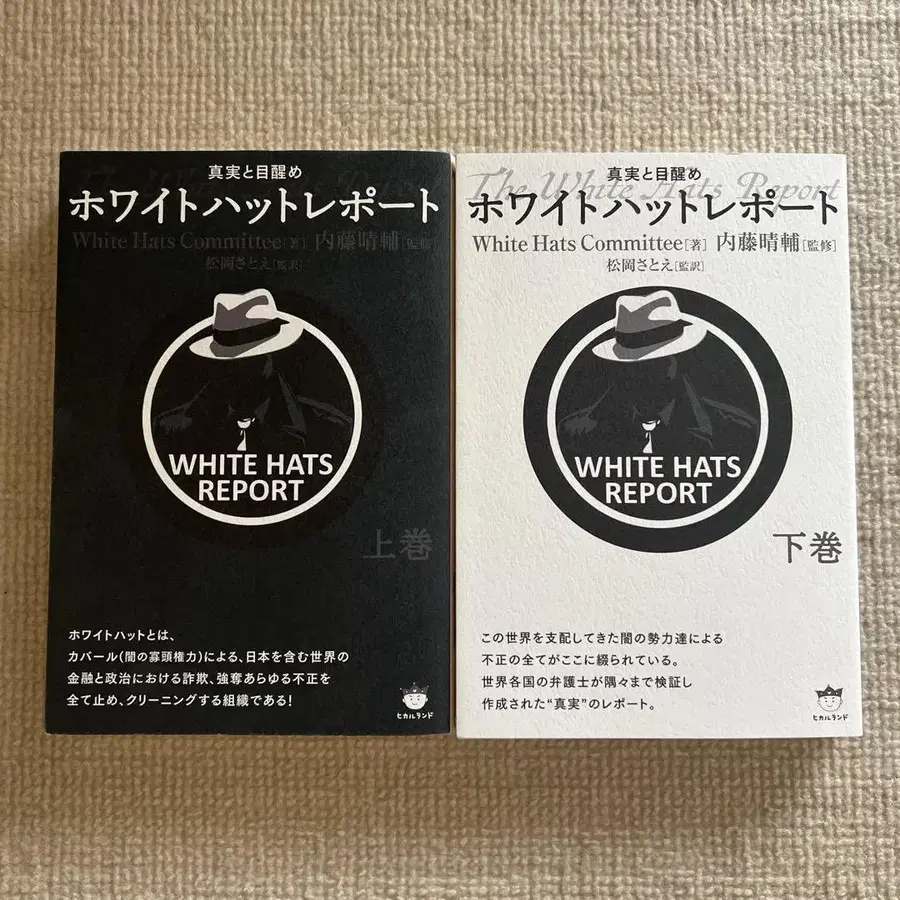 真実と目醒め
ホワイトハットレポート
White Hats Committee[著] 内藤晴輔[監修]
松岡さとえ[監訳]
WHITE HATS
REPORT
上巻
ホワイトハットとは、
カバール(闇の寡頭権力)による、日本を含む世界の
金融と政治における詐欺、強奪あらゆる不正を
全て止め、クリーニングする組織である!
ヒカルランド
真実と目醒め
The White Hats Report
ホワイトハットレポート
White Hats Committee[著] 内藤晴輔[監修]
松岡さとえ[監訳]
WHITE HATS
REPORT
下巻
この世界を支配してきた闇の勢力達による
不正の全てがここに綴られている。
世界各国の弁護士が隅々まで検証し
作成された“真実”のレポート。
ヒカルランド